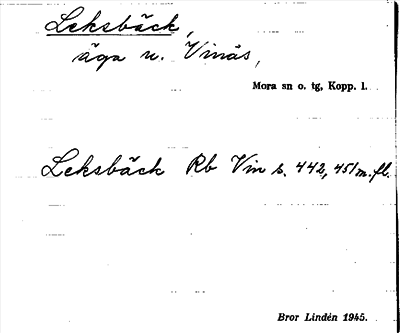 Leksbäck,
äga n. Vinäs,
Mora sn o. tg, Kopp. l.
Leksbäck Rb Vin s. 442, 451 m. fl.
Bror Lindén 1945.